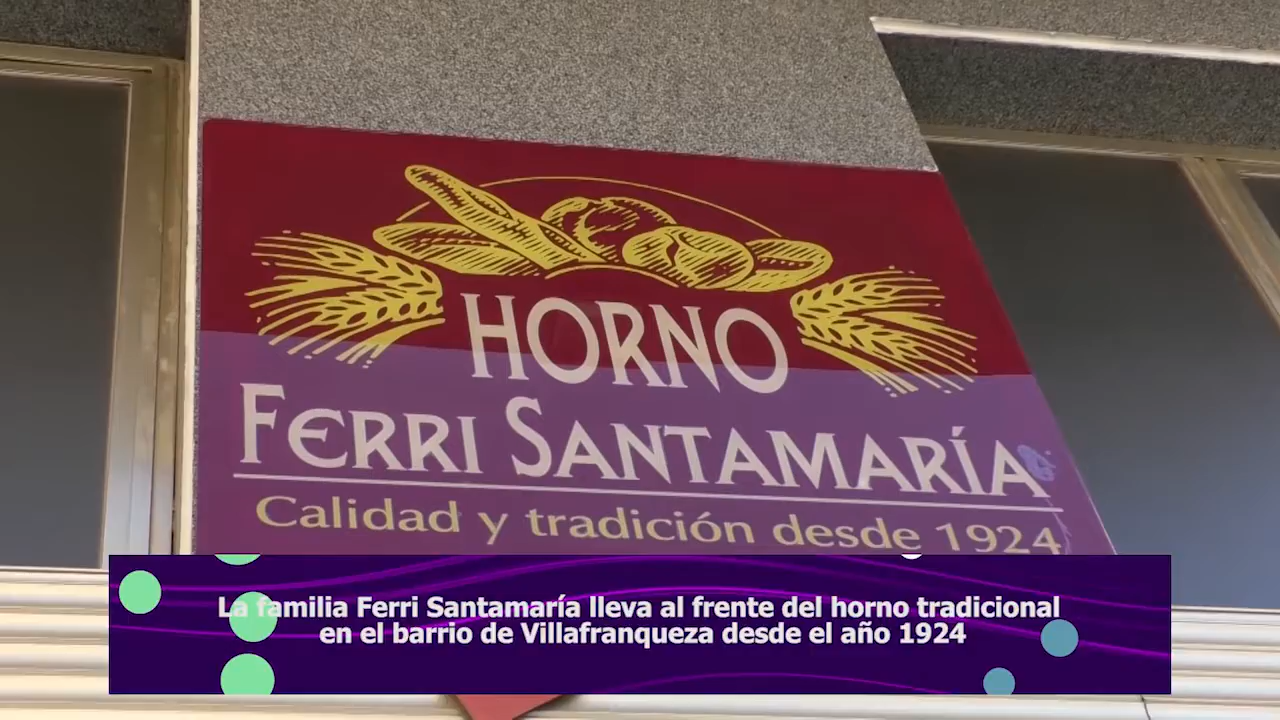 HORNO
FERRI SANTAMARÍA
Calidad y tradición desde 1924
La familia Ferri Santamaría lleva al frente del horno tradicional
en el barrio de Villafranqueza desde el año 1924